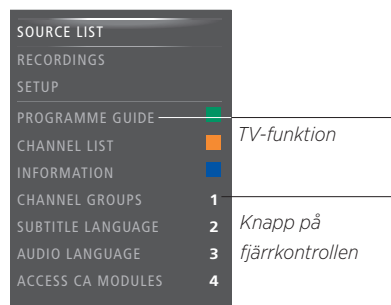 SOURCE LIST
RECORDINGS
SETUP
PROGRAMME GUIDE
CHANNEL LIST
INFORMATION
CHANNEL GROUPS 1
SUBTITLE LANGUAGE 2
AUDIO LANGUAGE 3
ACCESS CA MODULES 4
TV-funktion
Knapp på
fjärrkontrollen